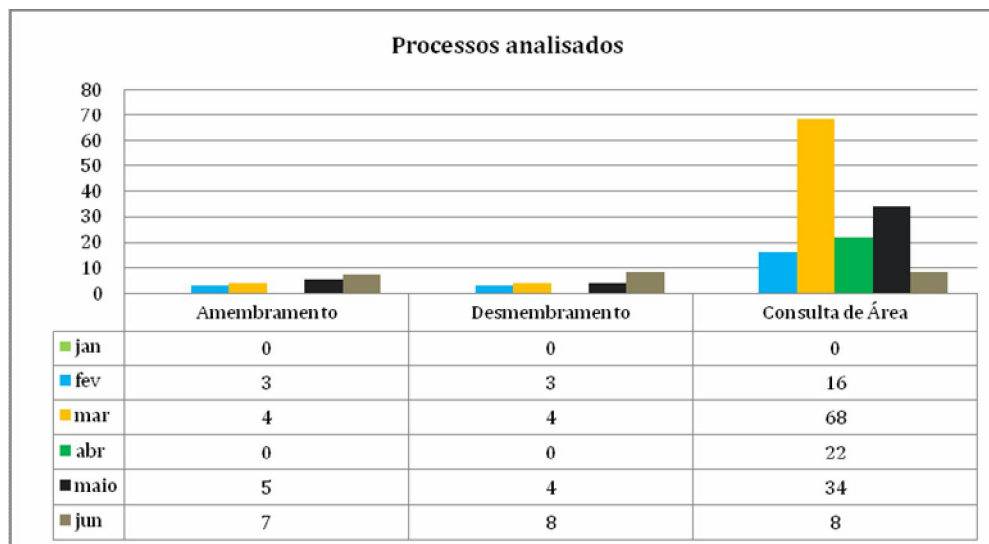 Processos analisados
80
70
60
50
40
30
20
10
0
Amembramento Desmembramento Consulta de Área
jan 0 0 0
fev 3 3 16
mar 4 4 68
abr 0 0 22
maio 5 4 34
jun 7 8 8